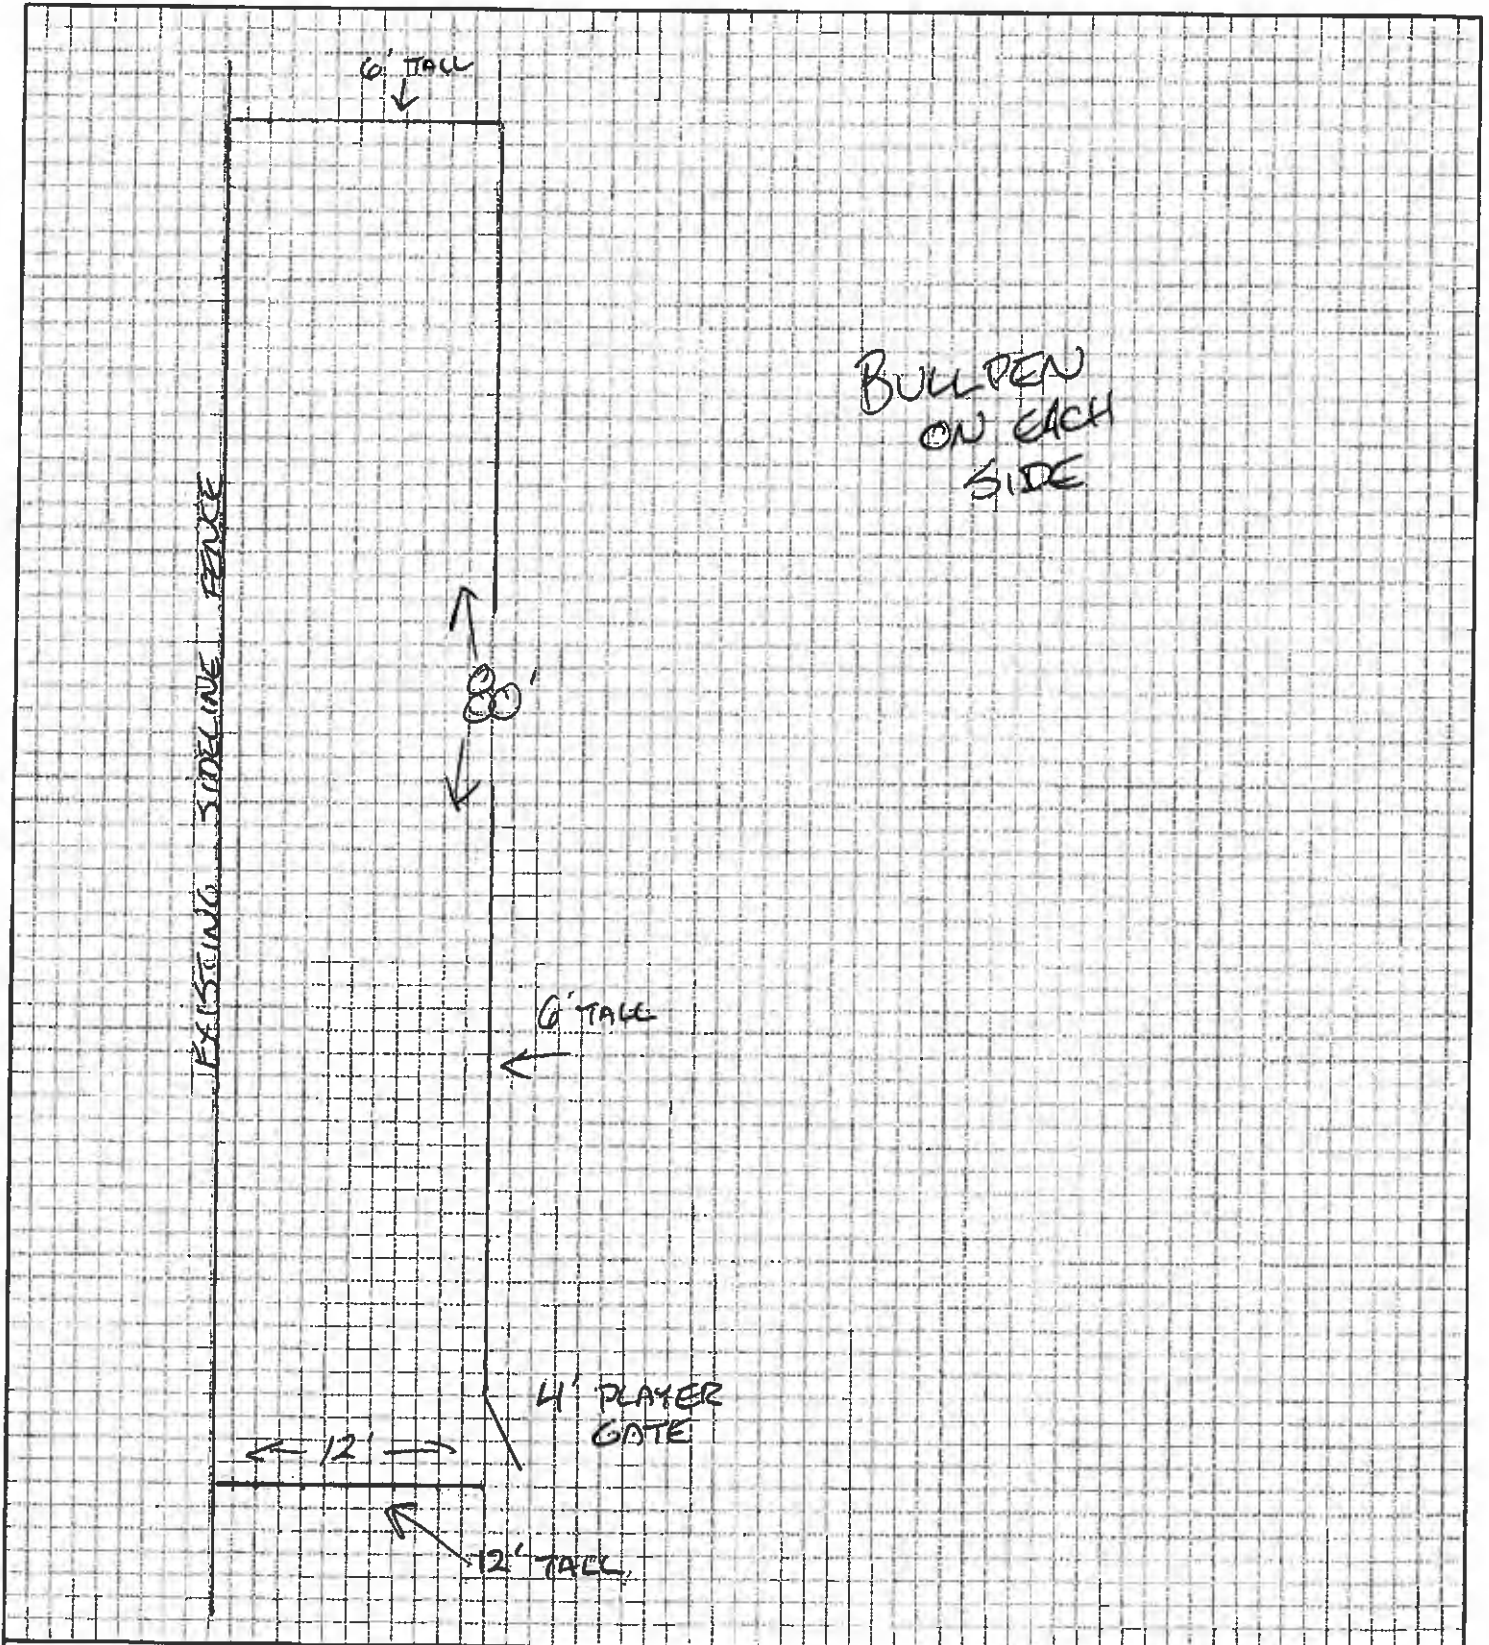 6' TALL
BULLPEN
ON EACH
SIDE
EXISTING SIDELINE FENCE
80'
6' TALL
4' PLAYER
GATE
12'
12' TALL